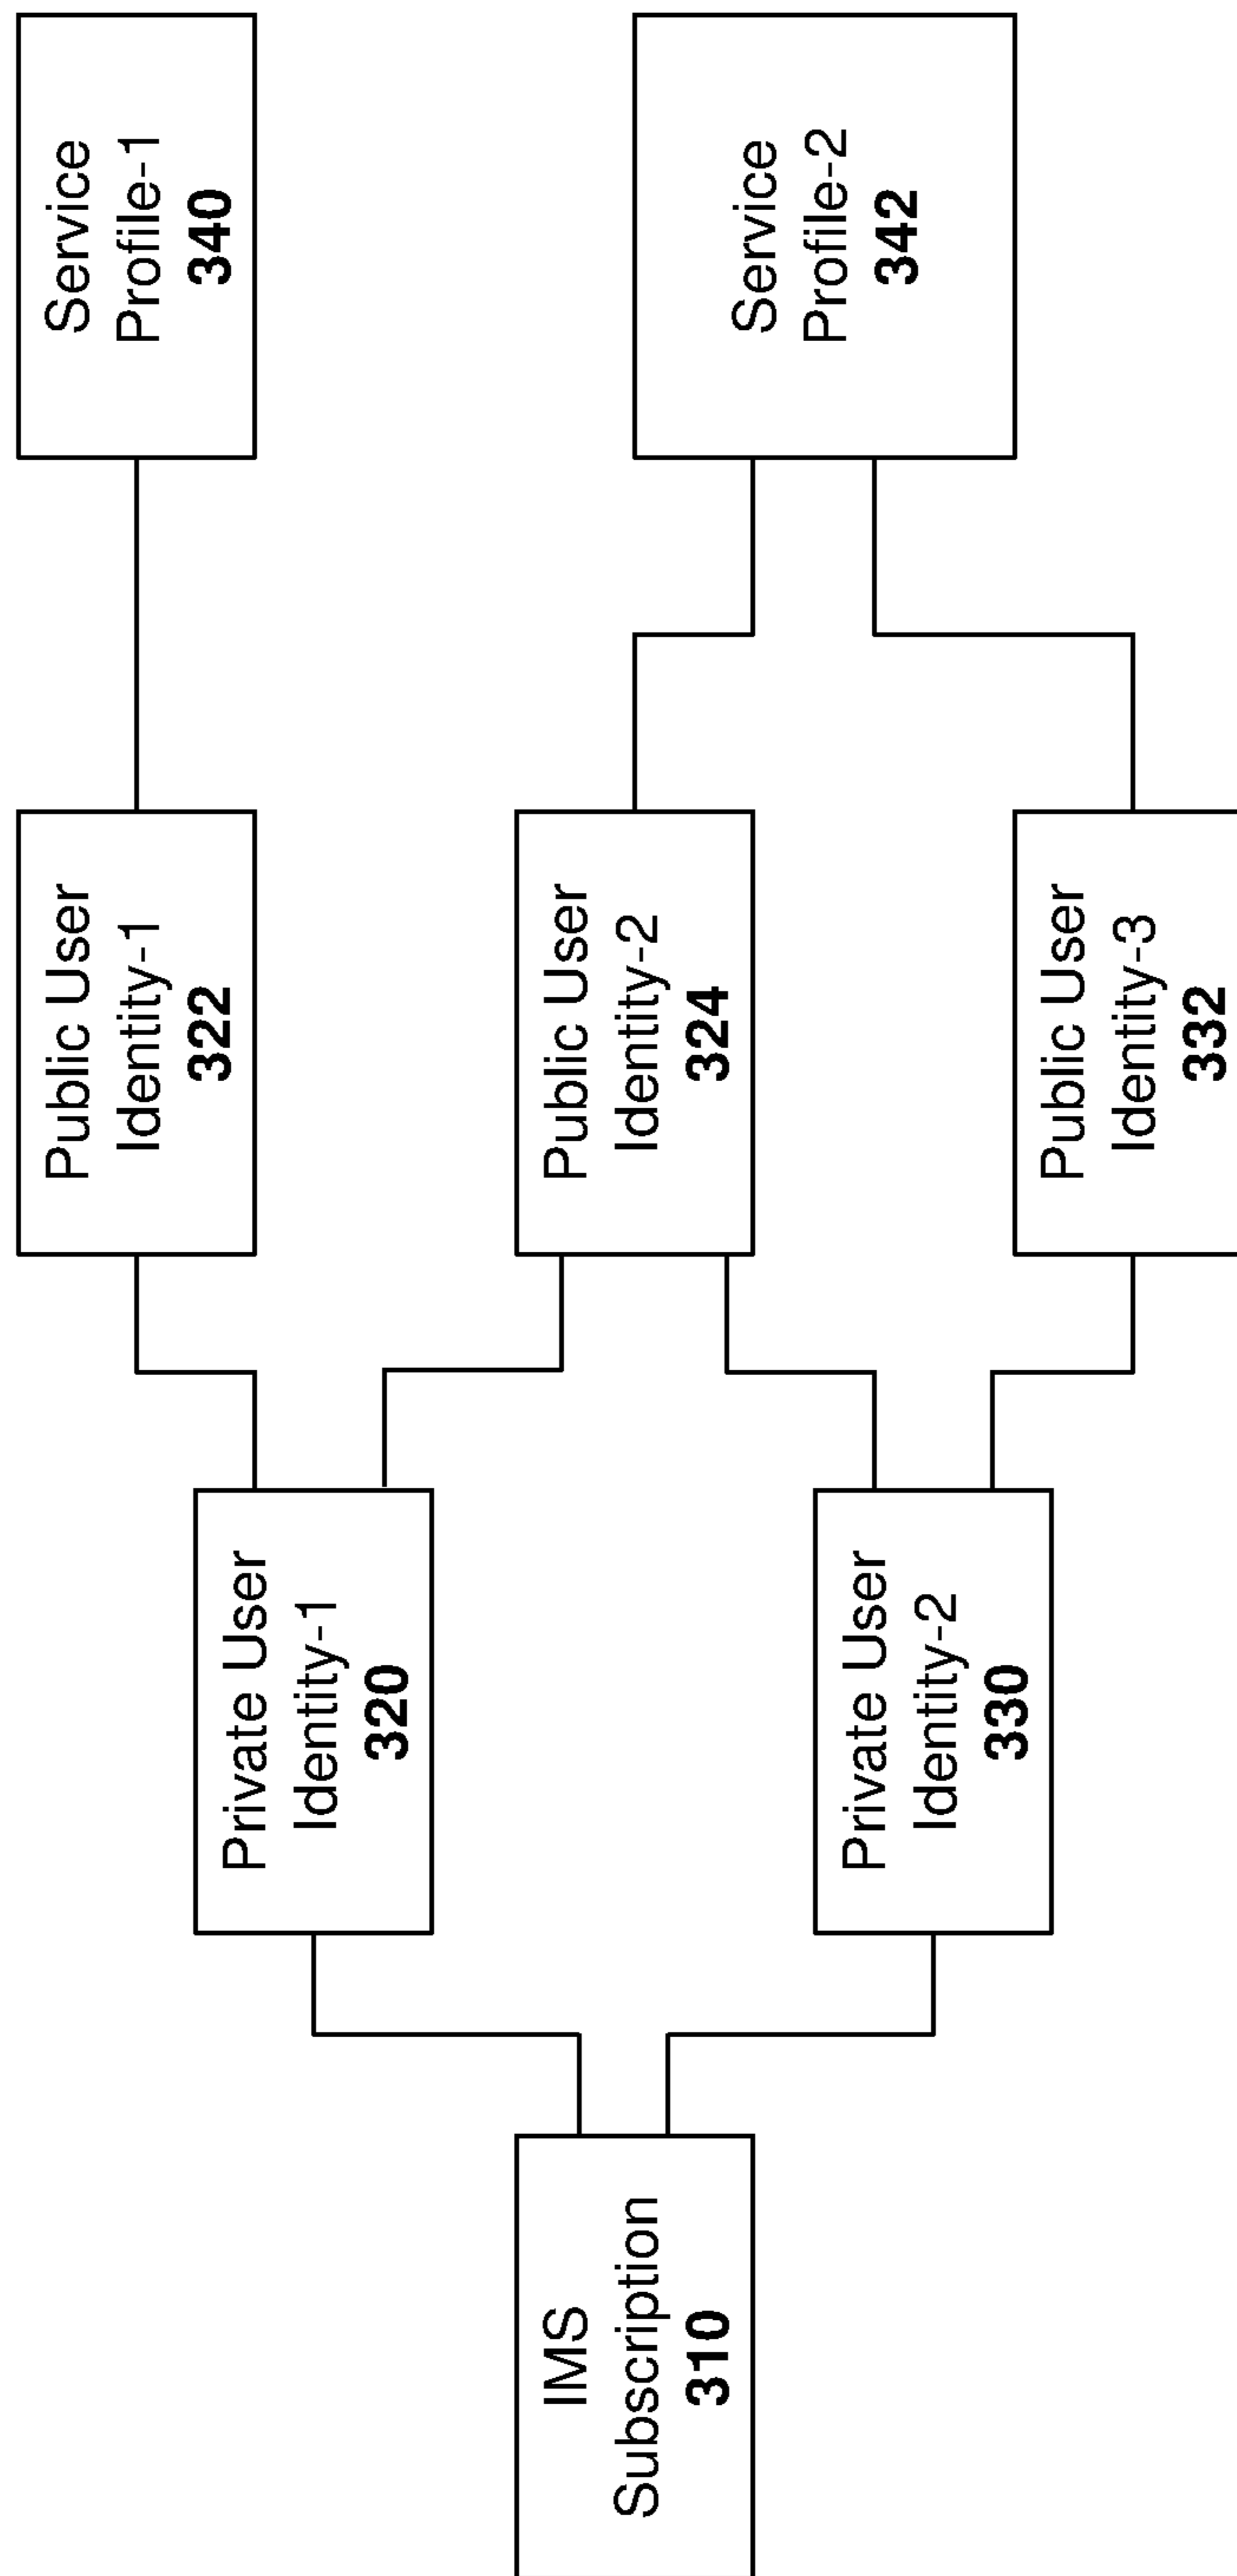 IMS
Subscription
310
Private User
Identity-1
320
Private User
Identity-2
330
Public User
Identity-1
322
Public User
Identity-2
324
Public User
Identity-3
332
Service
Profile-1
340
Service
Profile-2
342